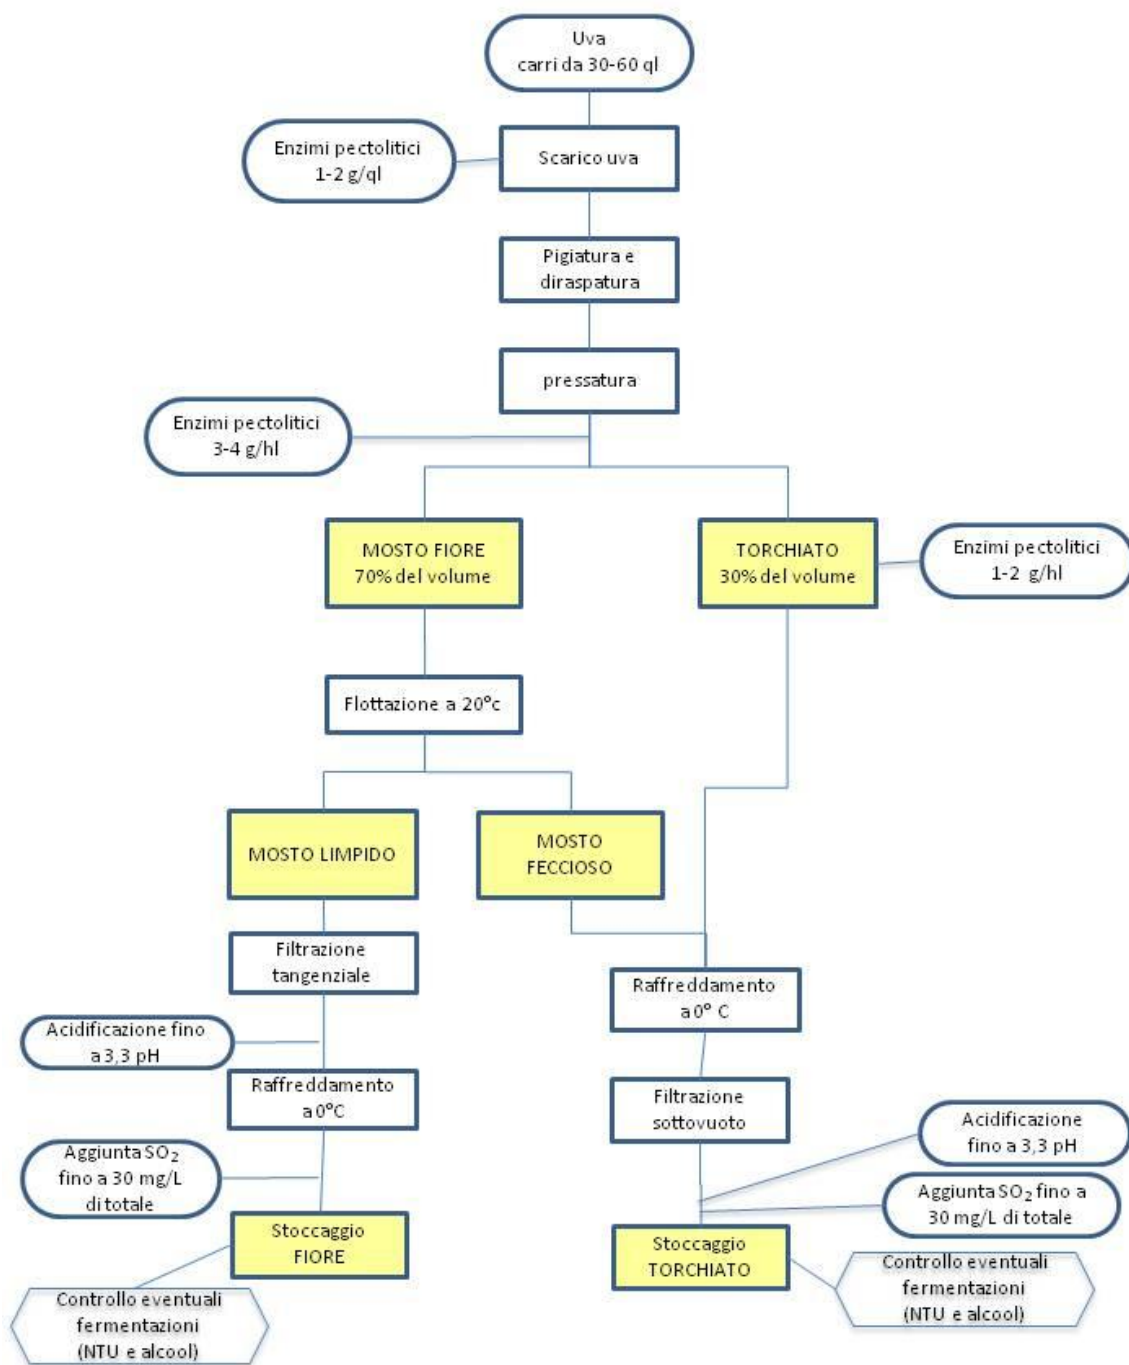 Uva
carri da 30-60 ql
Enzimi pectolitici
1-2 g/ql
Scarico uva
Pigiatura e
diraspatura
pressatura
Enzimi pectolitici
3-4 g/hl
MOSTO FIORE
70% del volume
TORCHIATO
30% del volume
Enzimi pectolitici
1-2 g/hl
Flottazione a 20°c
MOSTO LIMPIDO
MOSTO
FECCIOSO
Filtrazione
tangenziale
Raffreddamento
a 0° C
Acidificazione fino
a 3,3 pH
Raffreddamento
a 0°C
Filtrazione
sottovuoto
Acidificazione
fino a 3,3 pH
Aggiunta SO₂
fino a 30 mg/L
di totale
Aggiunta SO₂ fino a
30 mg/L di totale
Stoccaggio
FIORE
Stoccaggio
TORCHIATO
Controllo eventuali
fermentazioni
(NTU e alcool)
Controllo eventuali
fermentazioni
(NTU e alcool)